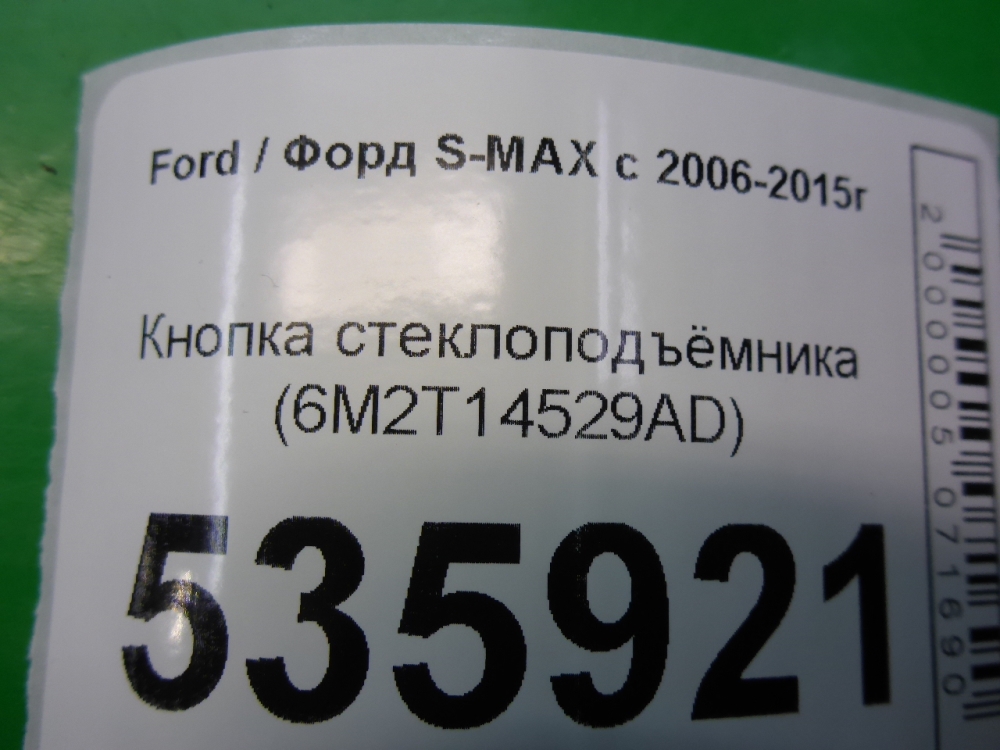 Ford / Форд S-MAX с 2006-2015г
Кнопка стеклоподъёмника
(6M2T14529AD)
535921
2000005071690